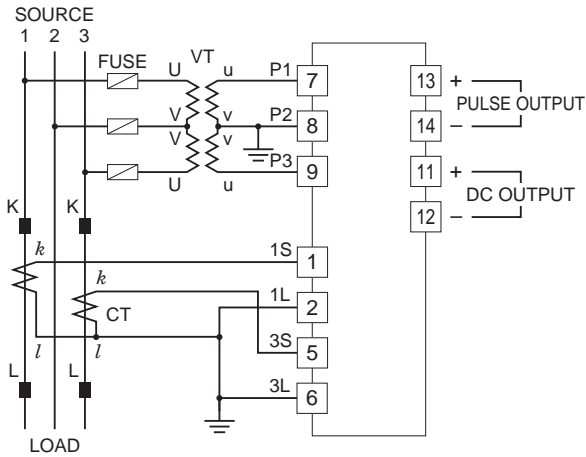 SOURCE
1 2 3
FUSE
VT
U u P1 7
V v P2 8
V v
U u P3 9
13 +
PULSE OUTPUT
14 −
11 +
DC OUTPUT
12 −
K K
k 1S 1
k 1L 2
CT
l l 3S 5
L L 3L 6
LOAD